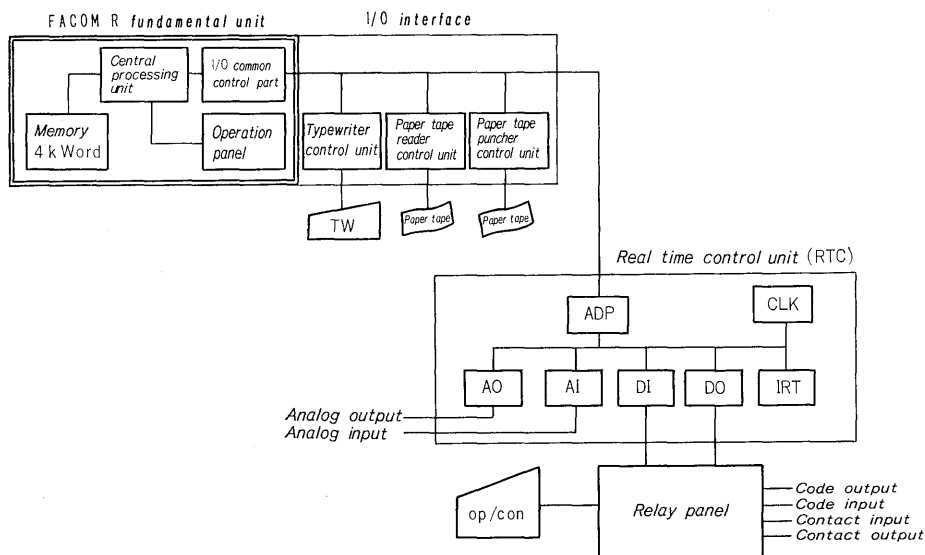 FACOM R fundamental unit
I/O interface
Central
processing
unit
I/O common
control part
Memory
4 k Word
Operation
panel
Typewriter
control unit
Paper tape
reader
control unit
Paper tape
puncher
control unit
TW
Paper tape
Paper tape
Real time control unit (RTC)
ADP
CLK
AO
AI
DI
DO
IRT
Analog output
Analog input
op/con
Relay panel
Code output
Code input
Contact input
Contact output